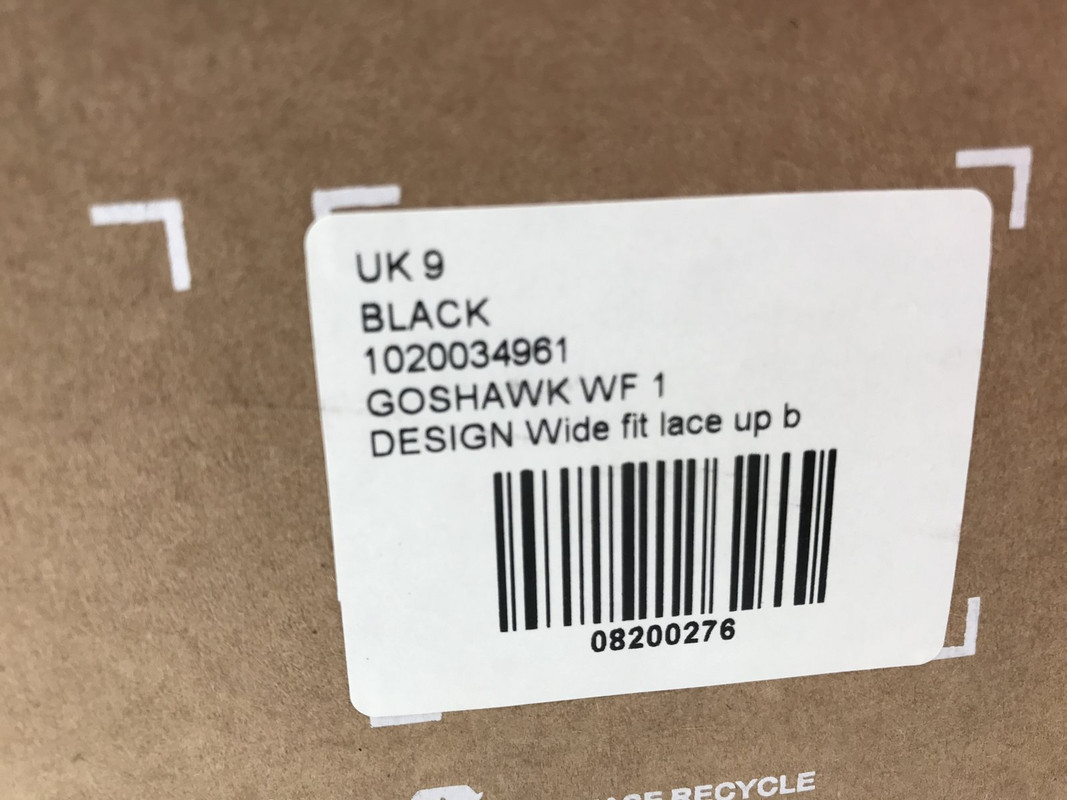 UK 9
BLACK
1020034961
GOSHAWK WF 1
DESIGN Wide fit lace up b
08200276
RECYCLE